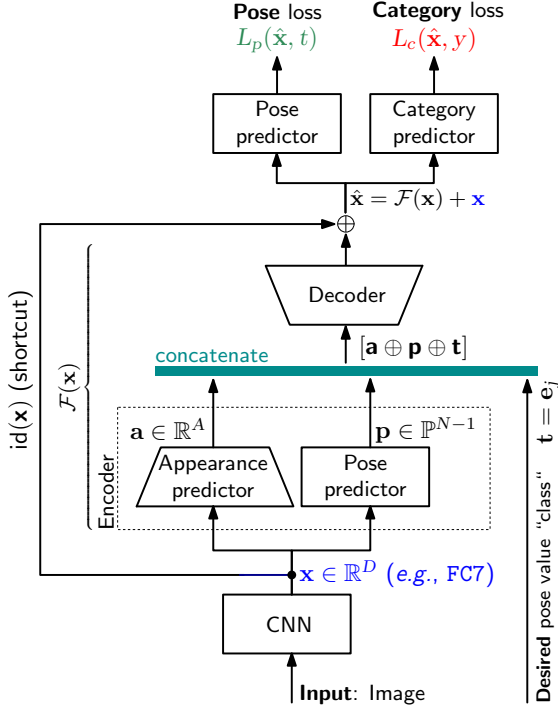 Pose loss
L_p(x̂, t)
Category loss
L_c(x̂, y)
Pose
predictor
Category
predictor
x̂ = F(x) + x
⊕
Decoder
[a ⊕ p ⊕ t]
concatenate
id(x) (shortcut)
F(x)
Encoder
a ∈ ℝ^A
Appearance
predictor
p ∈ ℙ^{N−1}
Pose
predictor
x ∈ ℝ^D (e.g., FC7)
CNN
Input: Image
Desired pose value "class" t = e_j